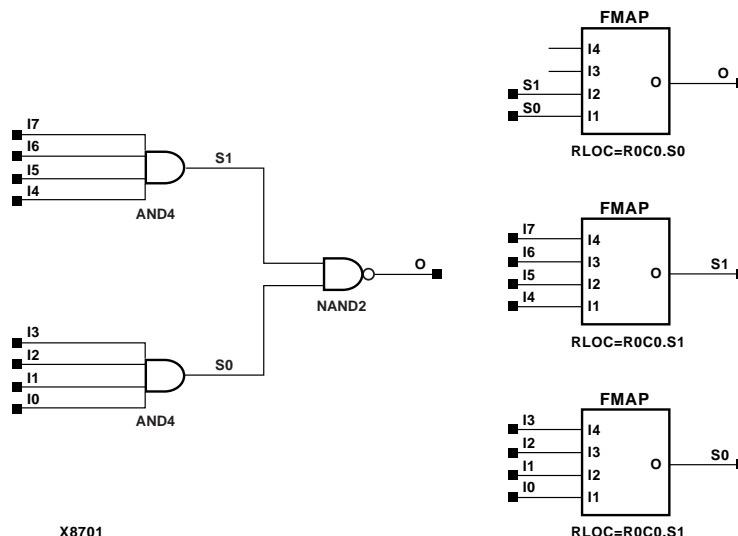 I7
I6
I5
I4
S1
AND4
I3
I2
I1
I0
S0
AND4
O
NAND2
X8701
FMAP
I4
I3
S1
I2
S0
I1
O
O
RLOC=R0C0.S0
FMAP
I7
I4
I6
I3
I5
I2
I4
I1
O
S1
RLOC=R0C0.S1
FMAP
I3
I4
I2
I3
I1
I2
I0
I1
O
S0
RLOC=R0C0.S1